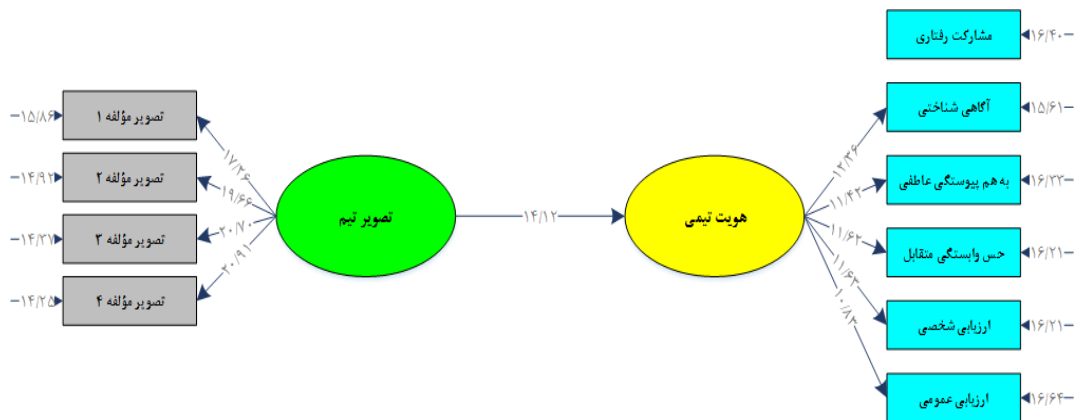 مشارکت رفتاری
۱۶/۴۰
آگاهی شناختی
۱۵/۶۱
به هم پیوستگی عاطفی
۱۶/۳۳
حس وابستگی متقابل
۱۶/۲۱
ارزیابی شخصی
۱۶/۲۱
ارزیابی عمومی
۱۶/۶۴
۱۲/۳۶
۱۱/۴۳
۱۱/۶۲
۱۱/۶۳
۱۰/۸۳
هویت تیمی
۱۴/۱۲
تصویر تیم
۱۷/۲۶
۱۹/۶۶
۲۰/۷۰
۲۰/۹۱
تصویر مؤلفه ۱
۱۵/۸۶
تصویر مؤلفه ۲
۱۴/۹۲
تصویر مؤلفه ۳
۱۴/۳۷
تصویر مؤلفه ۴
۱۴/۲۵